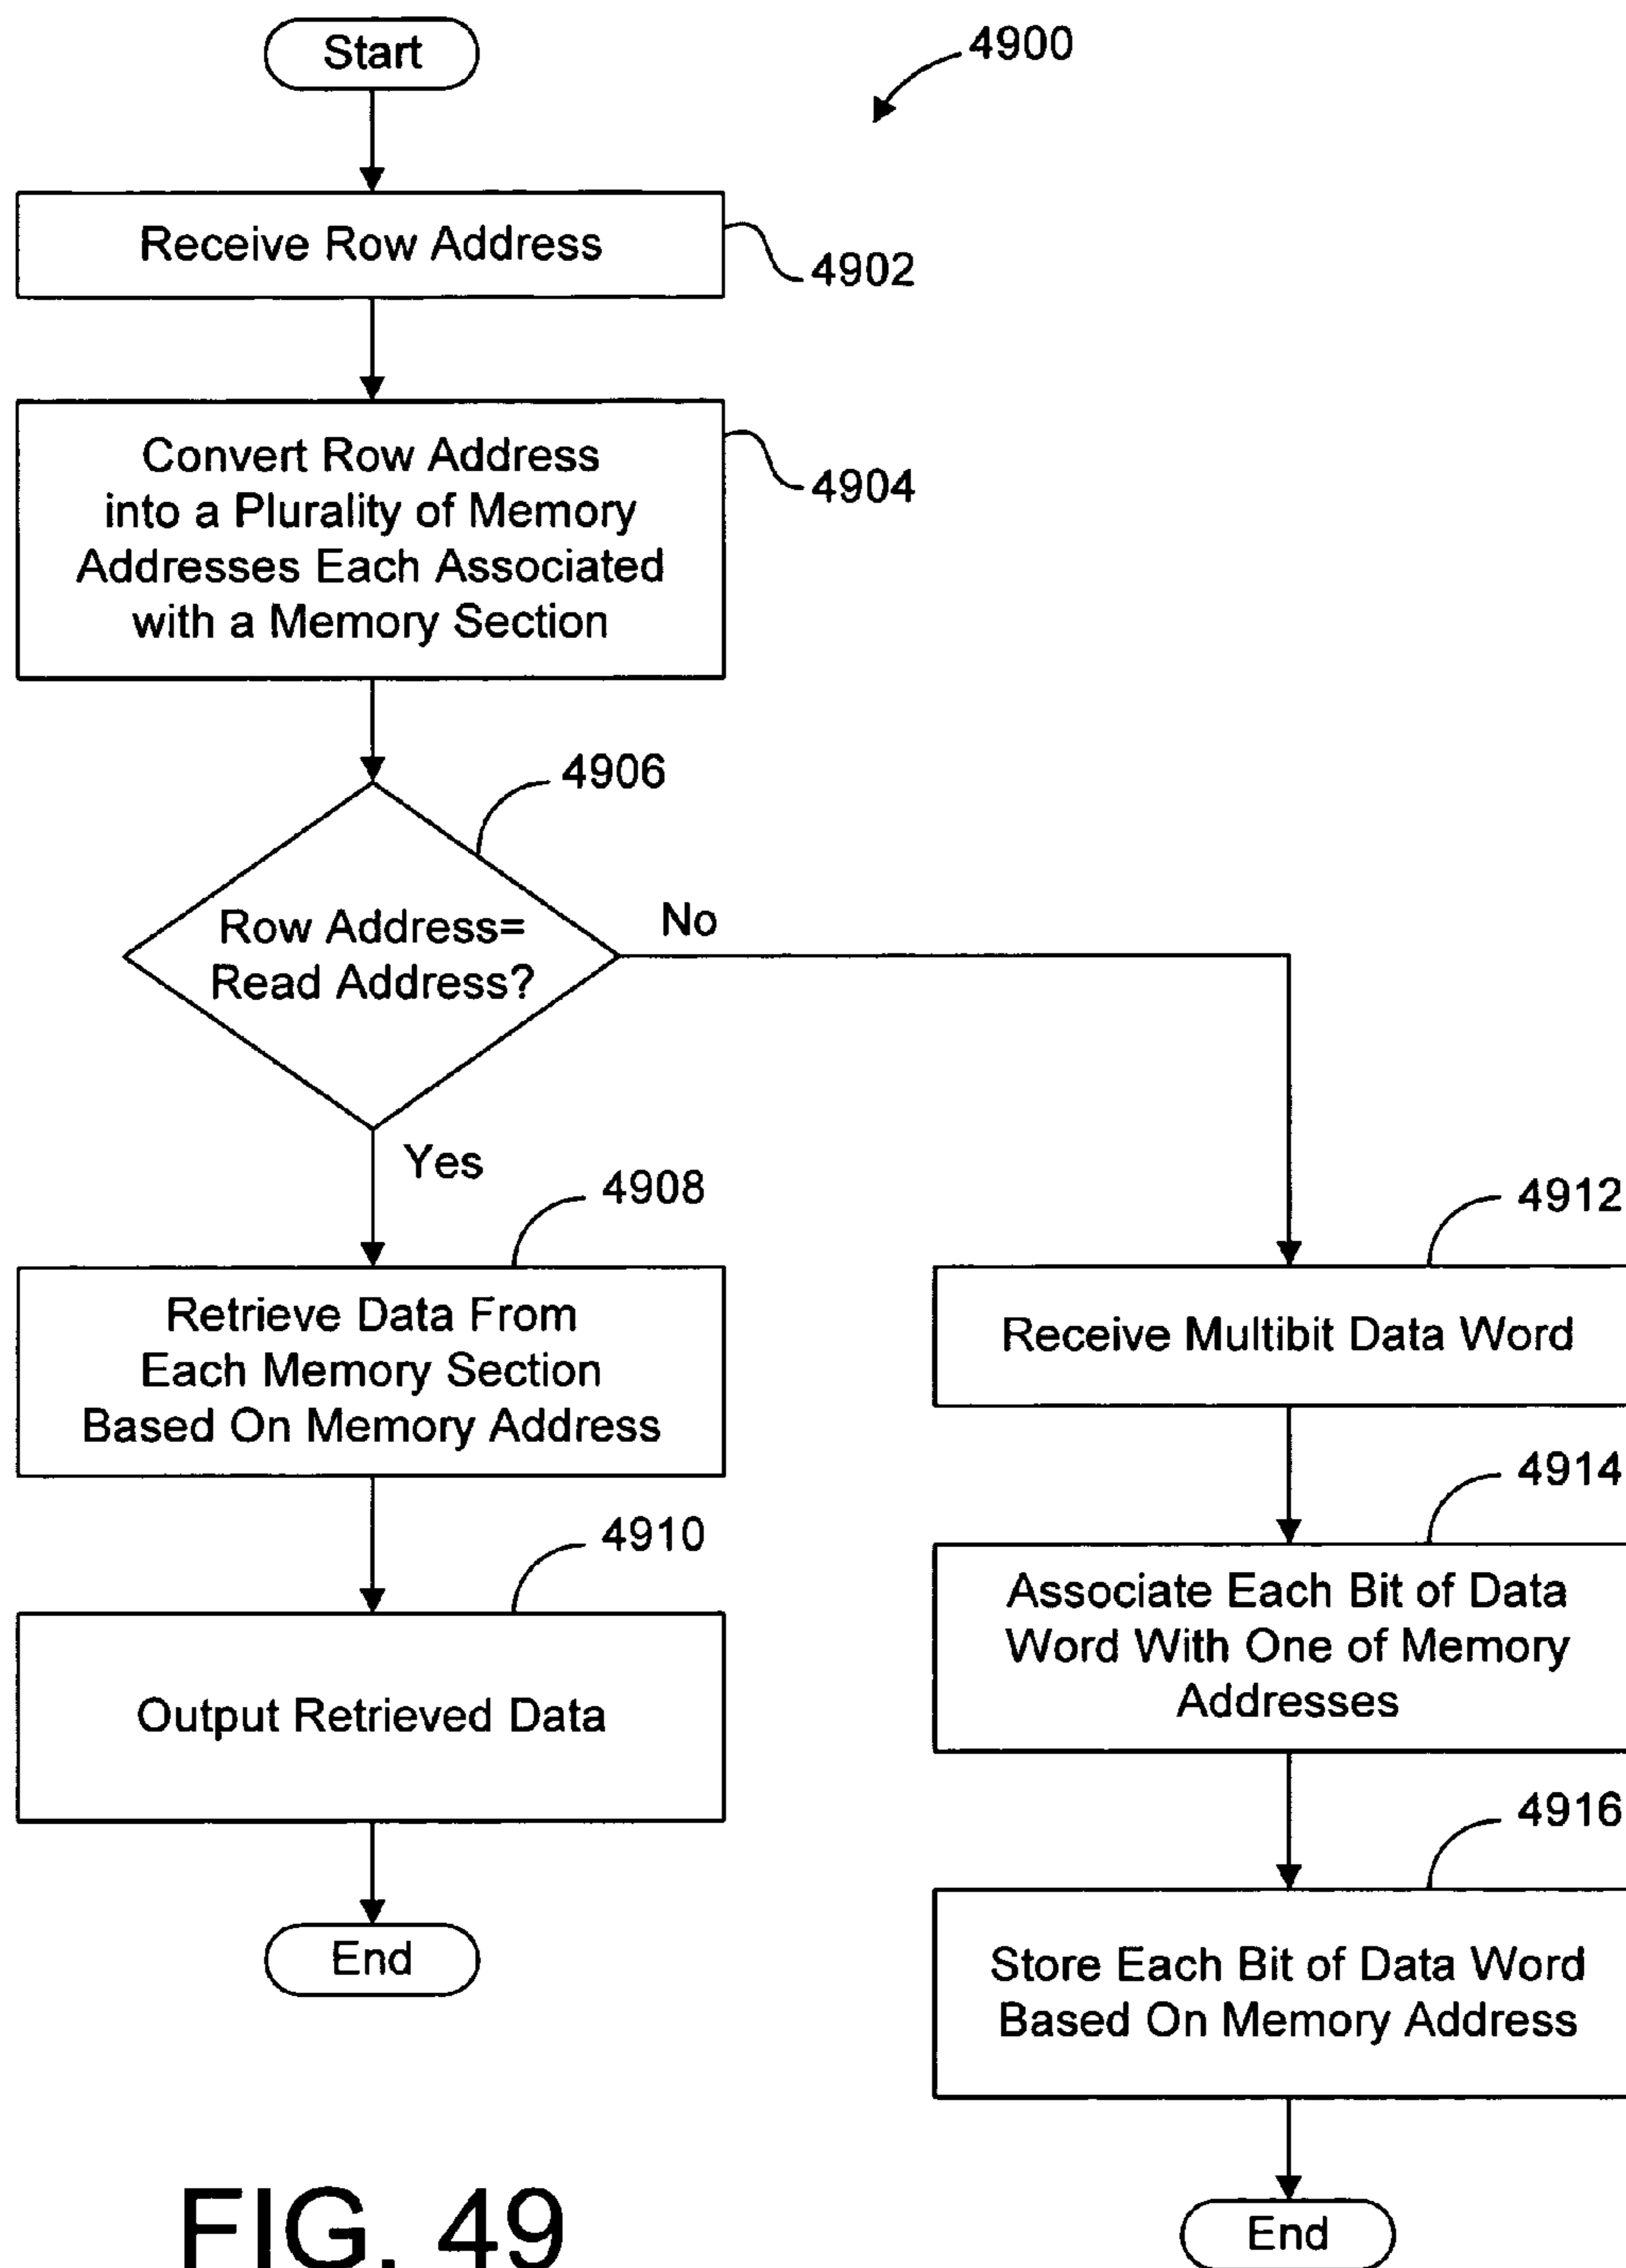 Start
4900
Receive Row Address
4902
Convert Row Address
into a Plurality of Memory
Addresses Each Associated
with a Memory Section
4904
4906
Row Address=
Read Address?
No
Yes
4908
Retrieve Data From
Each Memory Section
Based On Memory Address
4910
Output Retrieved Data
End
4912
Receive Multibit Data Word
4914
Associate Each Bit of Data
Word With One of Memory
Addresses
4916
Store Each Bit of Data Word
Based On Memory Address
End
FIG. 49